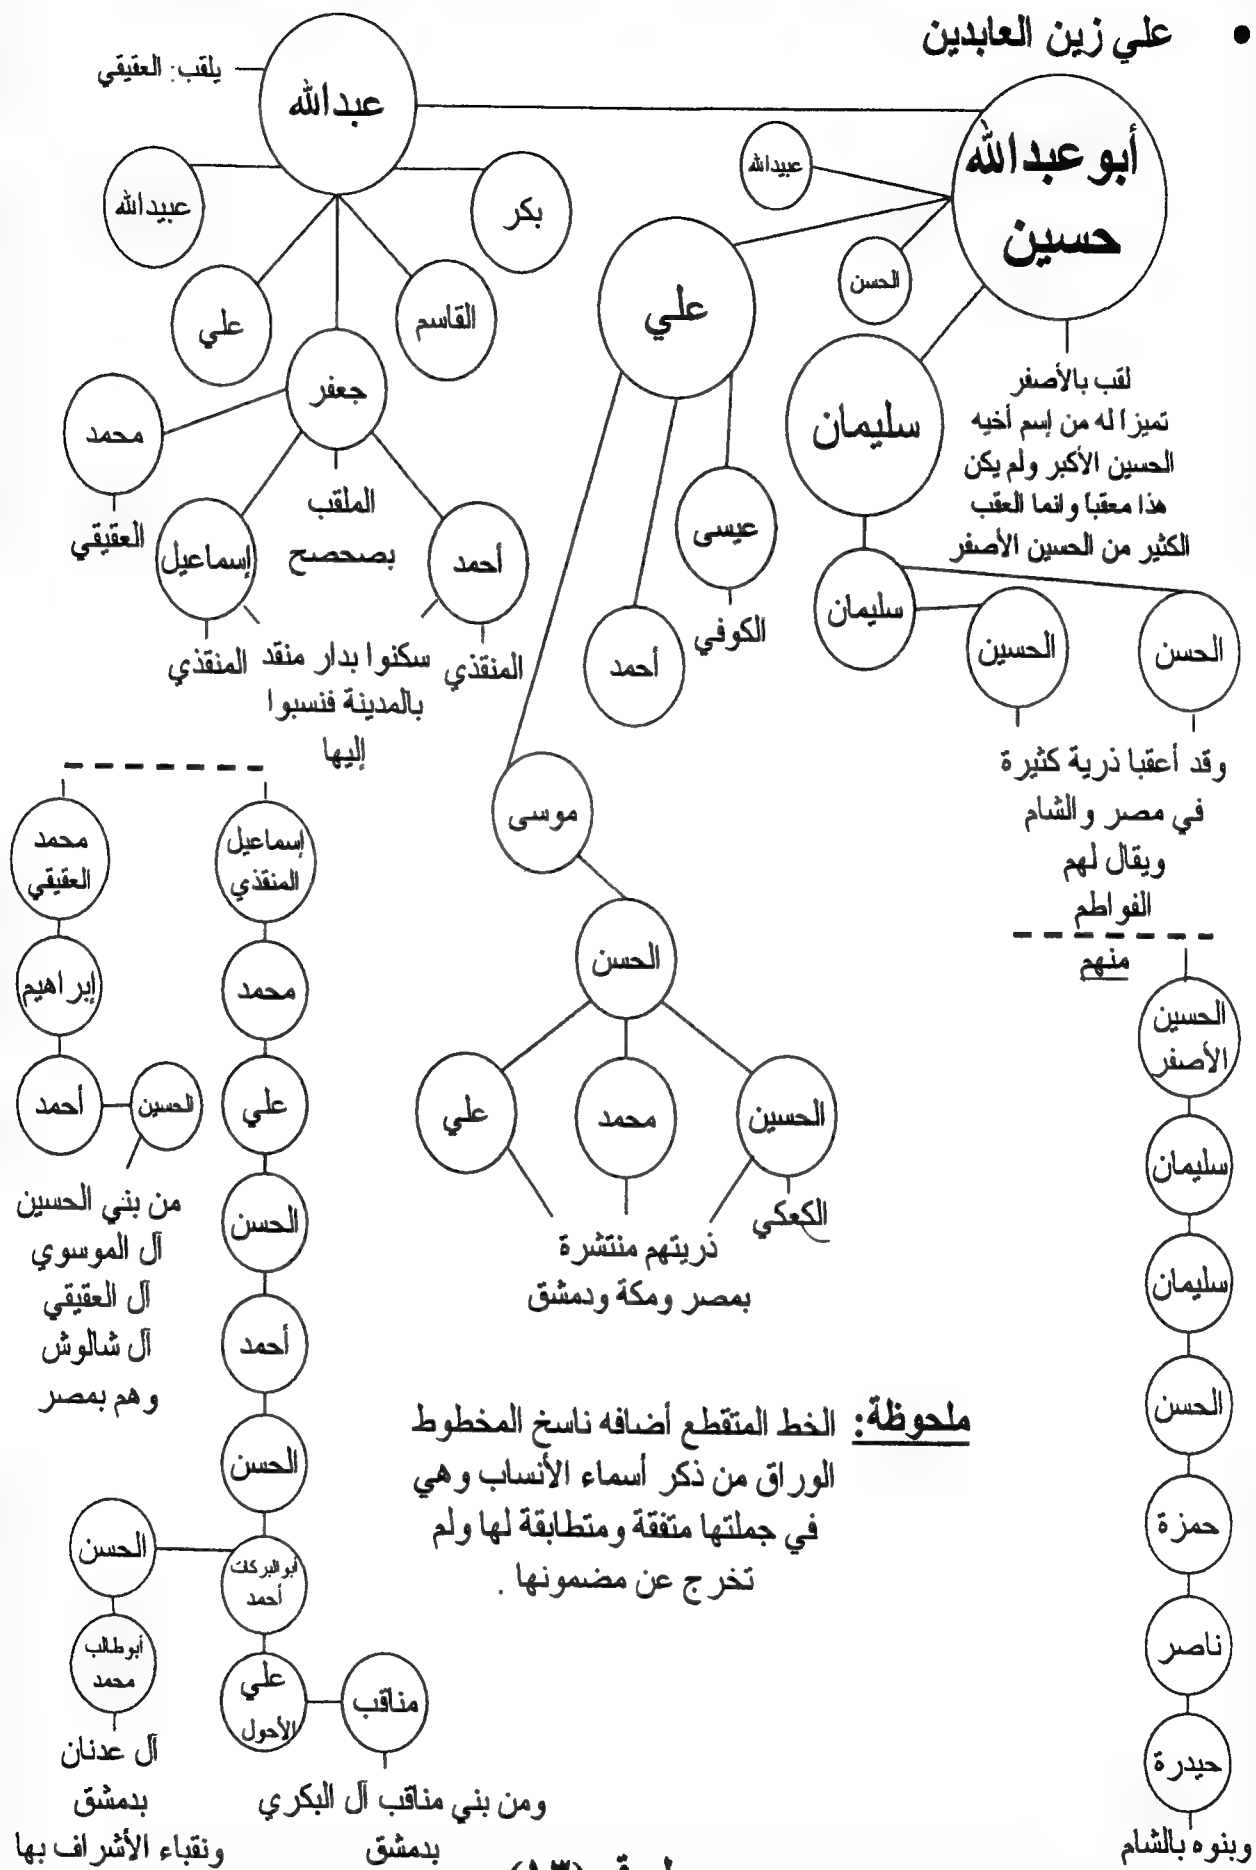 • علي زين العابدين
أبو عبدالله
حسين
لقب بالأصفر
تميزا له من إسم أخيه
الحسين الأكبر ولم يكن
هذا معقباً وانما العقب
الكثير من الحسين الأصفر
عبدالله
يلقب: العقيقي
بكر
القاسم
جعفر
علي
عبيدالله
الملقب
بصحصح
محمد
العقيقي
إسماعيل
المنقذي
أحمد
المنقذي
سكنوا بدار منقد
بالمدينة فنسبوا
إليها
عبيدالله
الحسن
علي
عيسى
الكوفي
أحمد
موسى
الحسن
الحسين
محمد
علي
الكعكي
ذريتهم منتشرة
بمصر ومكة ودمشق
سليمان
سليمان
الحسين
الحسن
وقد أعقبا ذرية كثيرة
في مصر والشام
ويقال لهم
الفواطم
منهم
الحسين
الأصفر
سليمان
سليمان
الحسن
حمزة
ناصر
حيدرة
وبنوه بالشام
إسماعيل
المنقذي
محمد
علي
الحسن
أحمد
الحسن
أبوالبركات
أحمد
علي
الأحول
مناقب
ومن بني مناقب آل البكري
بدمشق
الحسن
أبوطالب
محمد
آل عدنان
بدمشق
ونقباء الأشراف بها
محمد
العقيقي
إبراهيم
أحمد
الحسين
من بني الحسين
آل الموسوي
آل العقيقي
آل شالوش
وهم بمصر
ملحوظة: الخط المتقطع أضافه ناسخ المخطوط
الوراق من ذكر أسماء الأنساب وهي
في جملتها متفقة ومتطابقة لها ولم
تخرج عن مضمونها .
(٨٣)